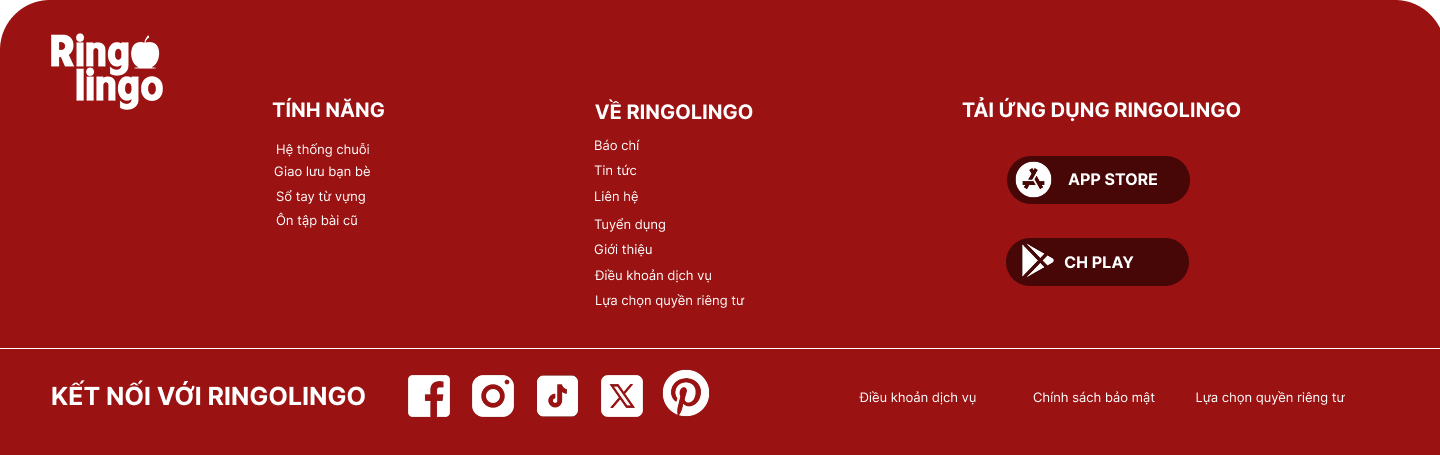 Ringo
lingo
TÍNH NĂNG
Hệ thống chuỗi
Giao lưu bạn bè
Sổ tay từ vựng
Ôn tập bài cũ
VỀ RINGOLINGO
Báo chí
Tin tức
Liên hệ
Tuyển dụng
Giới thiệu
Điều khoản dịch vụ
Lựa chọn quyền riêng tư
TẢI ỨNG DỤNG RINGOLINGO
APP STORE
CH PLAY
KẾT NỐI VỚI RINGOLINGO
Điều khoản dịch vụ
Chính sách bảo mật
Lựa chọn quyền riêng tư